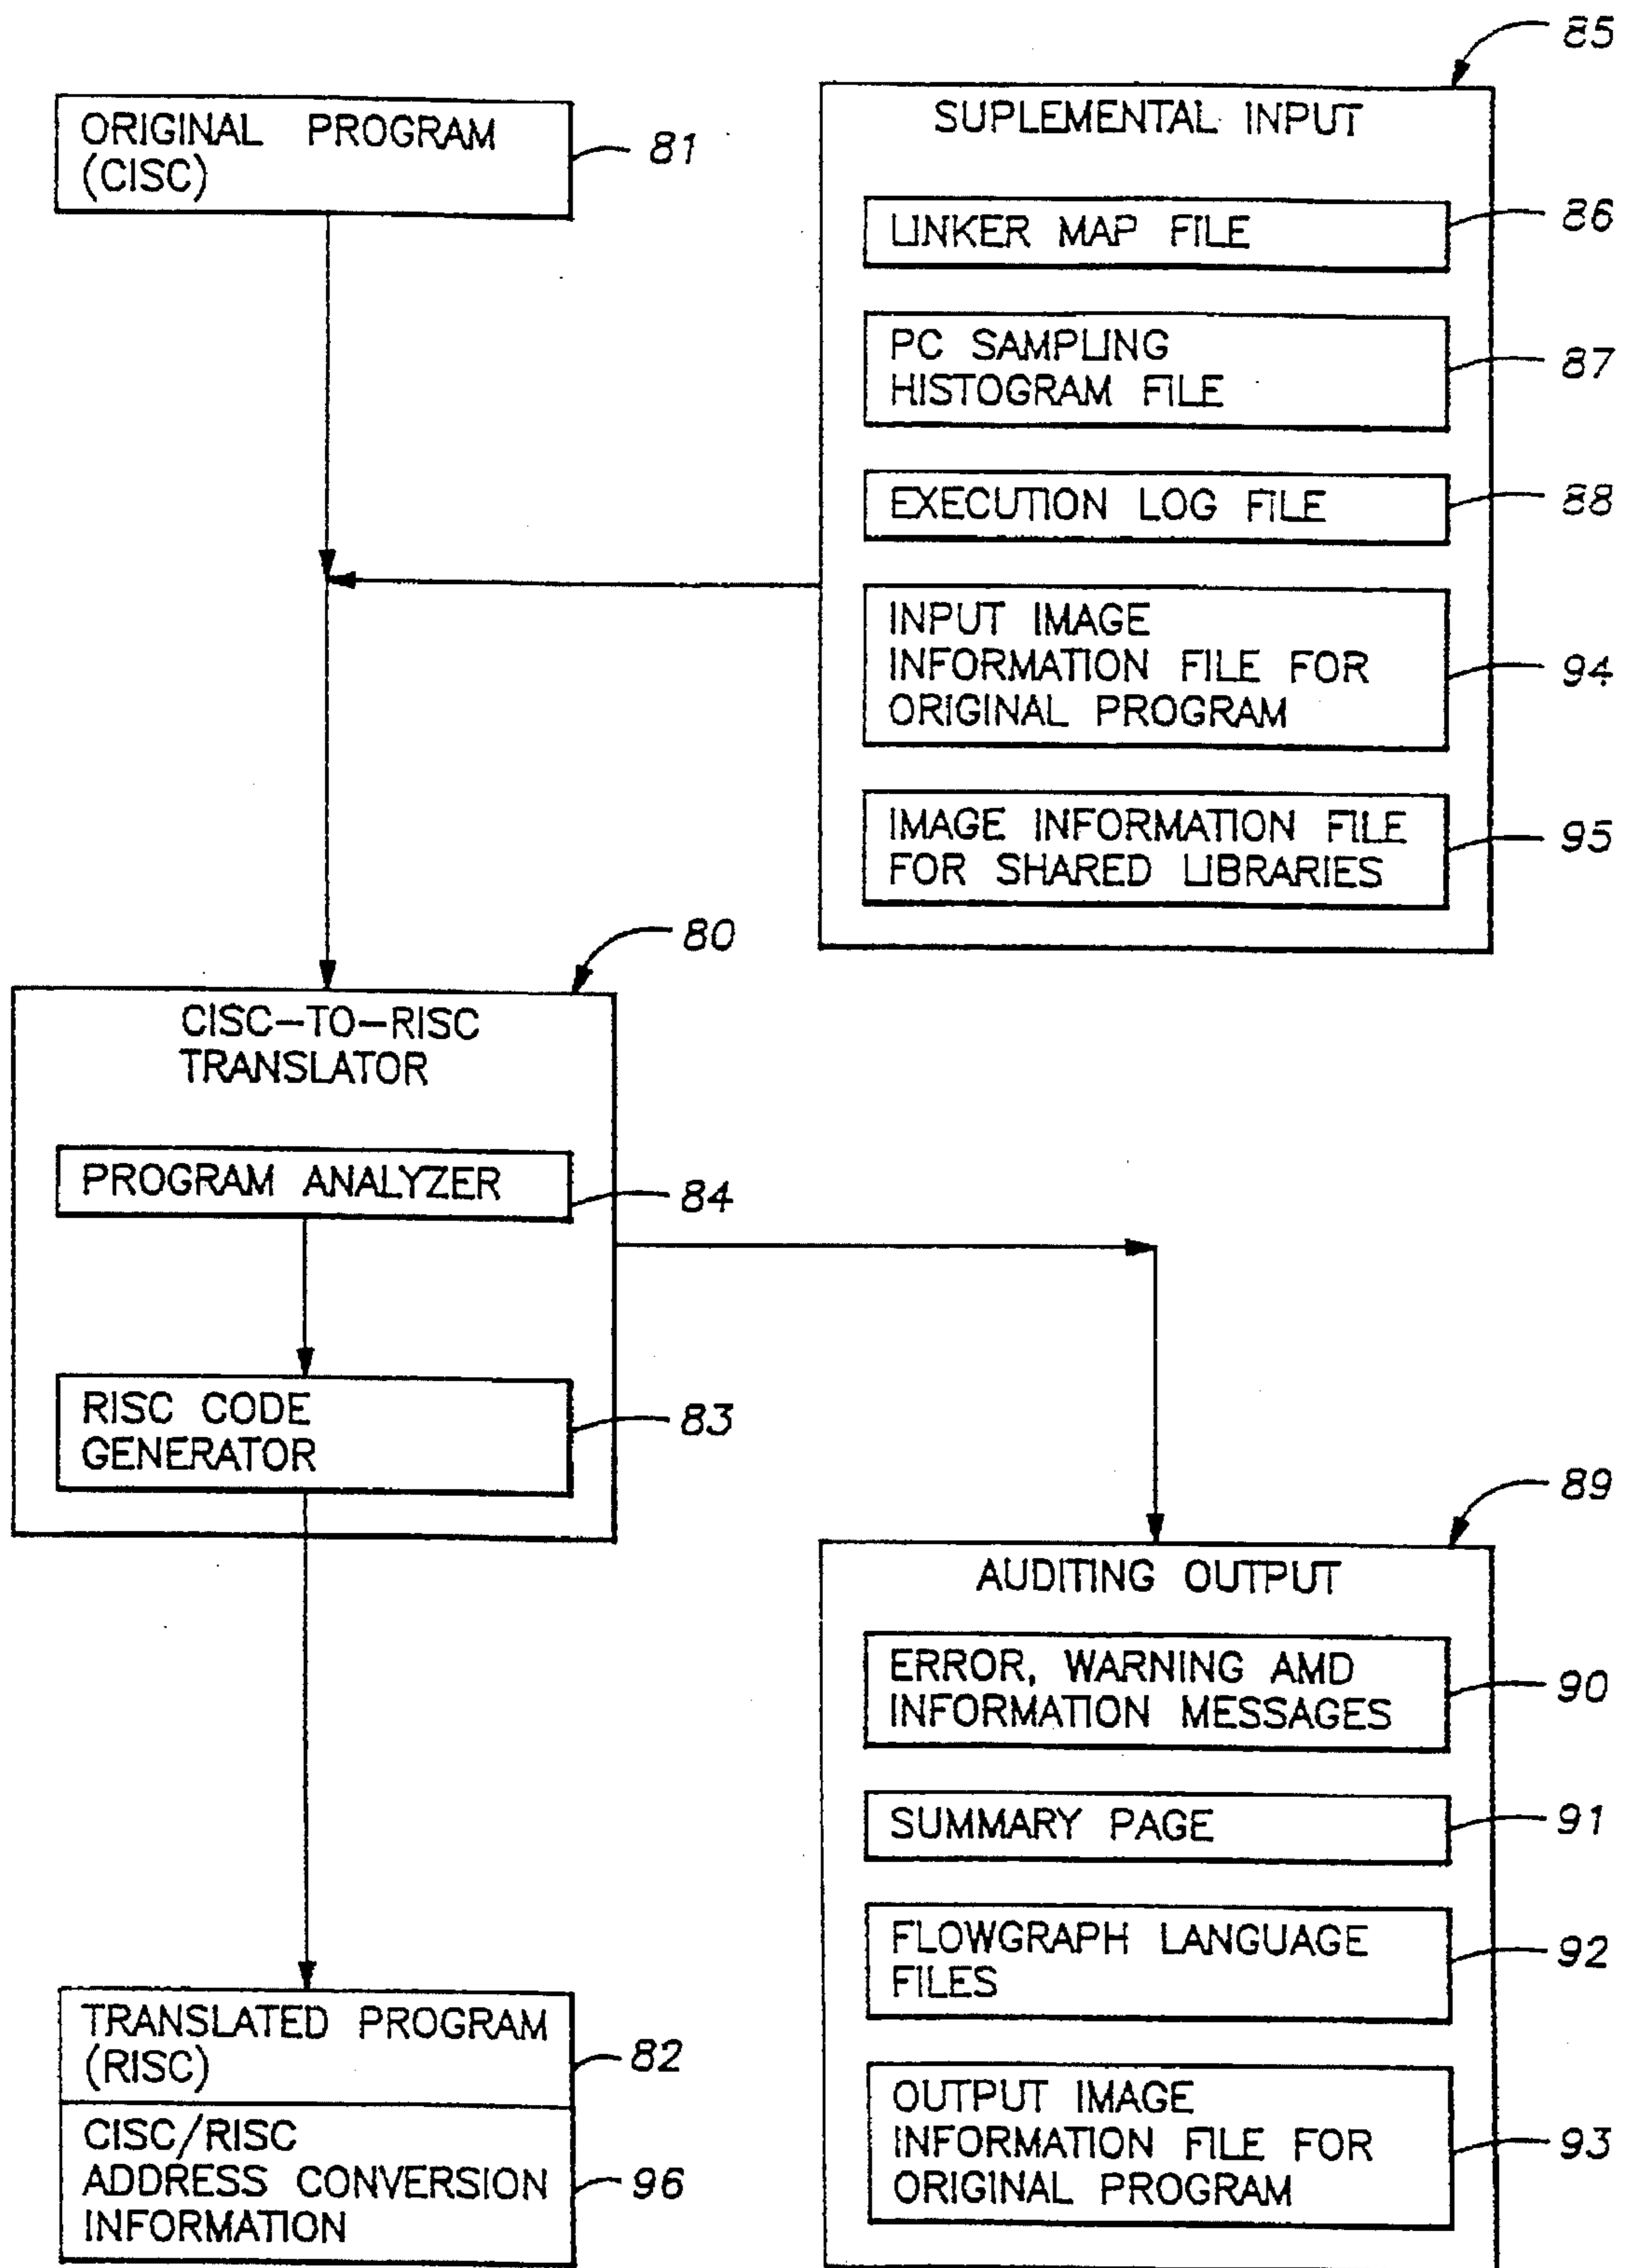 85
SUPLEMENTAL INPUT
ORIGINAL PROGRAM
(CISC)
81
LINKER MAP FILE
86
PC SAMPLING
HISTOGRAM FILE
87
EXECUTION LOG FILE
88
INPUT IMAGE
INFORMATION FILE FOR
ORIGINAL PROGRAM
94
IMAGE INFORMATION FILE
FOR SHARED LIBRARIES
95
80
CISC-TO-RISC
TRANSLATOR
PROGRAM ANALYZER
84
RISC CODE
GENERATOR
83
89
AUDITING OUTPUT
ERROR, WARNING AMD
INFORMATION MESSAGES
90
SUMMARY PAGE
91
FLOWGRAPH LANGUAGE
FILES
92
OUTPUT IMAGE
INFORMATION FILE FOR
ORIGINAL PROGRAM
93
TRANSLATED PROGRAM
(RISC)
82
CISC/RISC
ADDRESS CONVERSION
INFORMATION
96